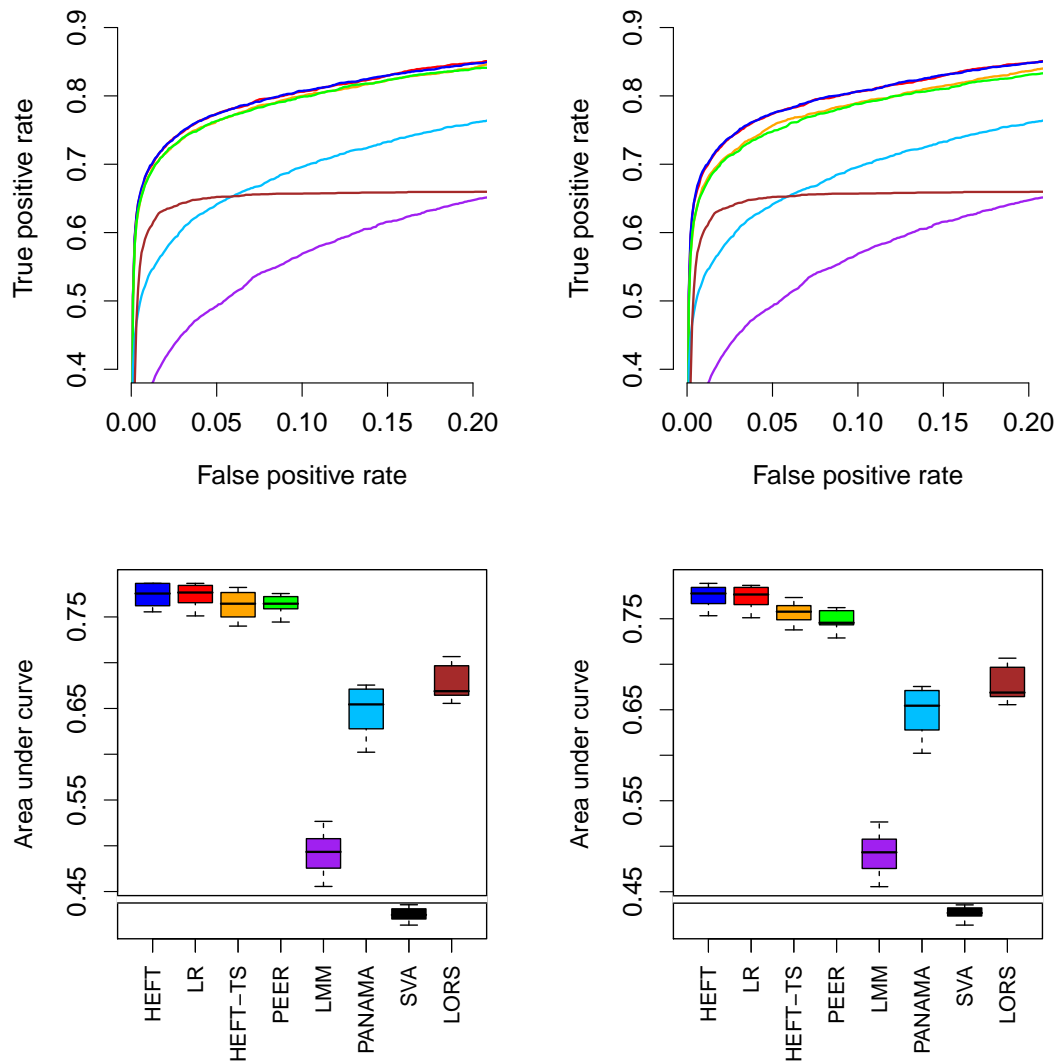 True positive rate
0.4 0.5 0.6 0.7 0.8 0.9
0.00 0.05 0.10 0.15 0.20
False positive rate
True positive rate
0.4 0.5 0.6 0.7 0.8 0.9
0.00 0.05 0.10 0.15 0.20
False positive rate
Area under curve
0.45 0.55 0.65 0.75
HEFT
LR
HEFT−TS
PEER
LMM
PANAMA
SVA
LORS
Area under curve
0.45 0.55 0.65 0.75
HEFT
LR
HEFT−TS
PEER
LMM
PANAMA
SVA
LORS